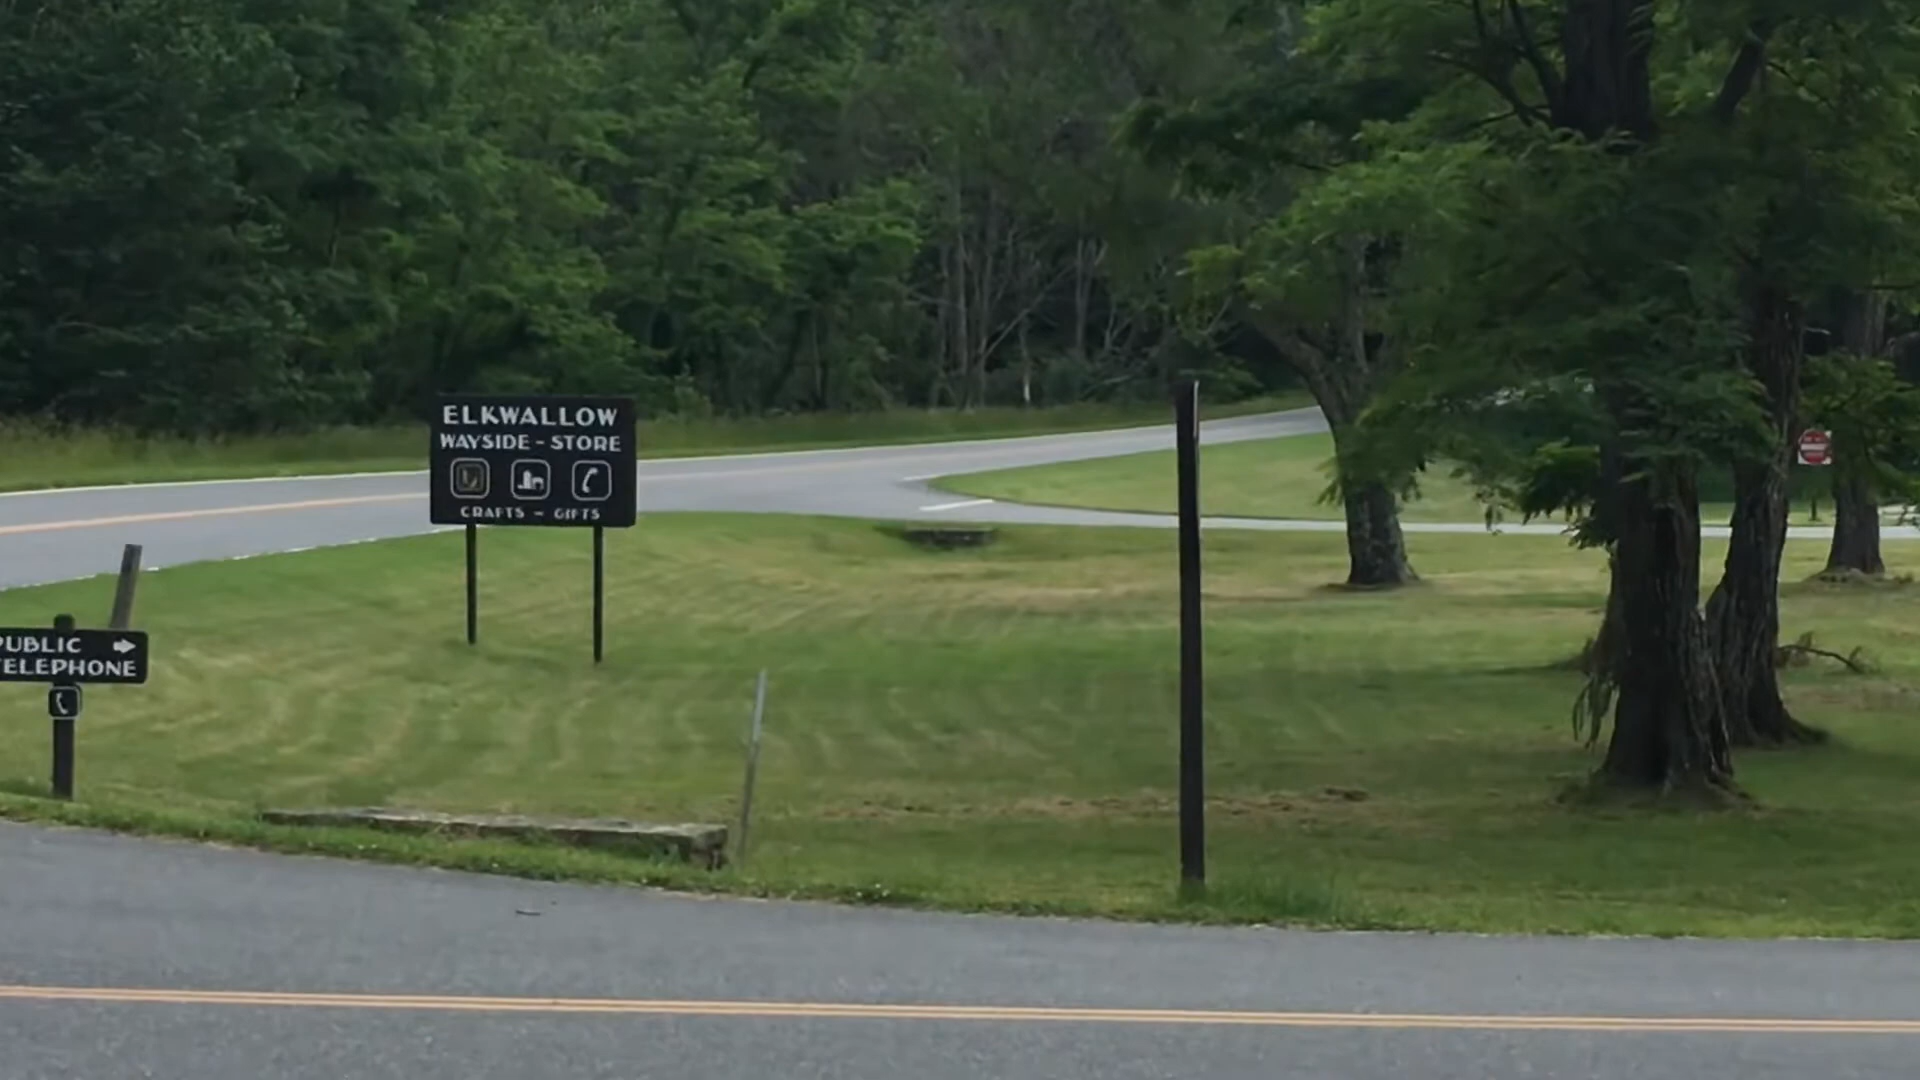 ELKWALLOW
WAYSIDE - STORE
CRAFTS - GIFTS
PUBLIC
TELEPHONE